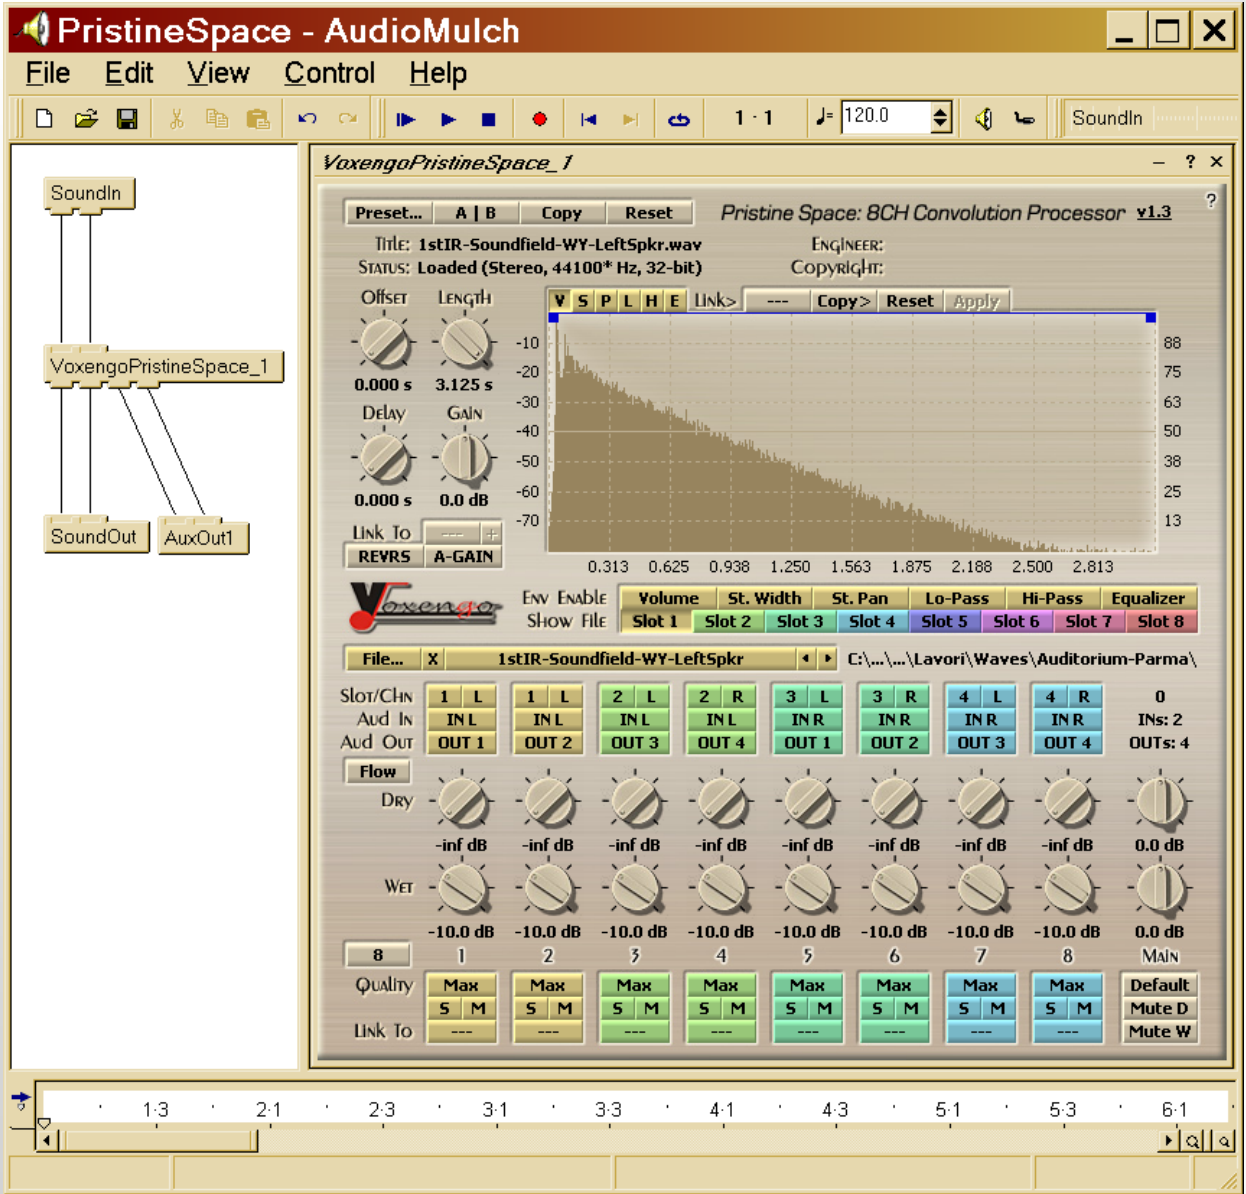 PristineSpace - AudioMulch
File Edit View Control Help
1 · 1 ♩= 120.0 SoundIn
SoundIn
VoxengoPristineSpace_1
SoundOut AuxOut1
VoxengoPristineSpace_1 – ? ×
Preset... A | B Copy Reset Pristine Space: 8CH Convolution Processor v1.3 ?
Title: 1stIR-Soundfield-WY-LeftSpkr.wav Engineer:
Status: Loaded (Stereo, 44100* Hz, 32-bit) Copyright:
Offset Length V S P L H E Link> --- Copy> Reset Apply
0.000 s 3.125 s
Delay Gain
0.000 s 0.0 dB
Link To --- +
REVRS A-GAIN
-10 88
-20 75
-30 63
-40 50
-50 38
-60 25
-70 13
0.313 0.625 0.938 1.250 1.563 1.875 2.188 2.500 2.813
Voxengo
Env Enable Volume St. Width St. Pan Lo-Pass Hi-Pass Equalizer
Show File Slot 1 Slot 2 Slot 3 Slot 4 Slot 5 Slot 6 Slot 7 Slot 8
File... X 1stIR-Soundfield-WY-LeftSpkr C:\...\...\Lavori\Waves\Auditorium-Parma\
Slot/Chn 1 L 1 L 2 L 2 R 3 L 3 R 4 L 4 R 0
Aud In IN L IN L IN L IN L IN R IN R IN R IN R INs: 2
Aud Out OUT 1 OUT 2 OUT 3 OUT 4 OUT 1 OUT 2 OUT 3 OUT 4 OUTs: 4
Flow
Dry
-inf dB -inf dB -inf dB -inf dB -inf dB -inf dB -inf dB -inf dB 0.0 dB
Wet
-10.0 dB -10.0 dB -10.0 dB -10.0 dB -10.0 dB -10.0 dB -10.0 dB -10.0 dB 0.0 dB
8 1 2 3 4 5 6 7 8 Main
Quality Max Max Max Max Max Max Max Max Default
S M S M S M S M S M S M S M S M Mute D
Link To --- --- --- --- --- --- --- --- Mute W
1·3 2·1 2·3 3·1 3·3 4·1 4·3 5·1 5·3 6·1